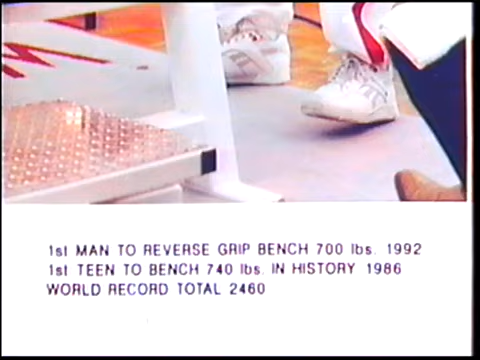 1st MAN TO REVERSE GRIP BENCH 700 lbs. 1992
1st TEEN TO BENCH 740 lbs. IN HISTORY 1986
WORLD RECORD TOTAL 2460